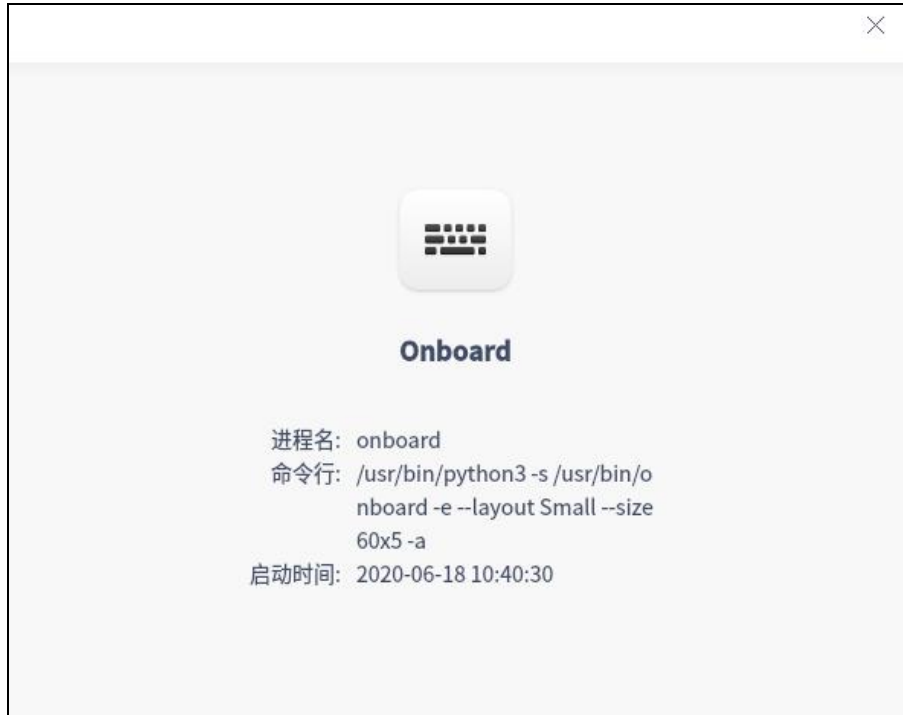 Onboard
进程名: onboard
命令行: /usr/bin/python3 -s /usr/bin/o
nboard -e --layout Small --size
60x5 -a
启动时间: 2020-06-18 10:40:30